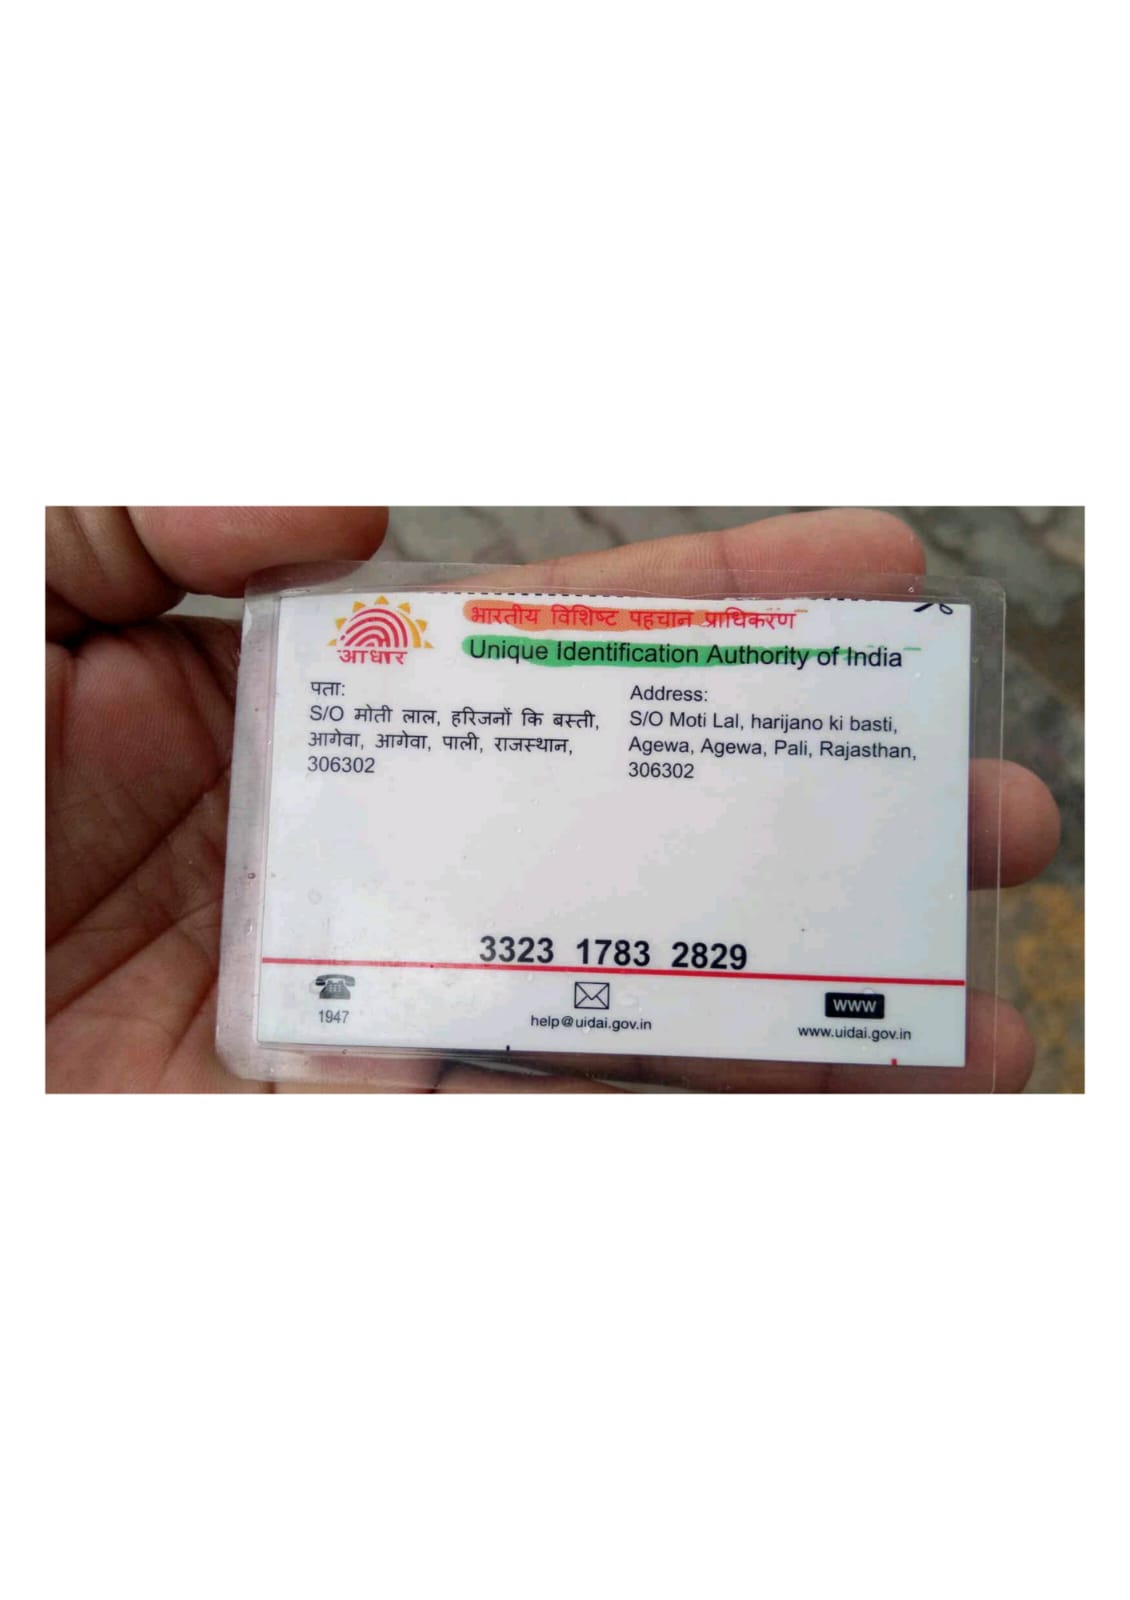 आधार
भारतीय विशिष्ट पहचान प्राधिकरण
Unique Identification Authority of India
पता:
S/O मोती लाल, हरिजनों कि बस्ती,
आगेवा, आगेवा, पाली, राजस्थान,
306302
Address:
S/O Moti Lal, harijano ki basti,
Agewa, Agewa, Pali, Rajasthan,
306302
3323 1783 2829
1947
help@uidai.gov.in
www
www.uidai.gov.in